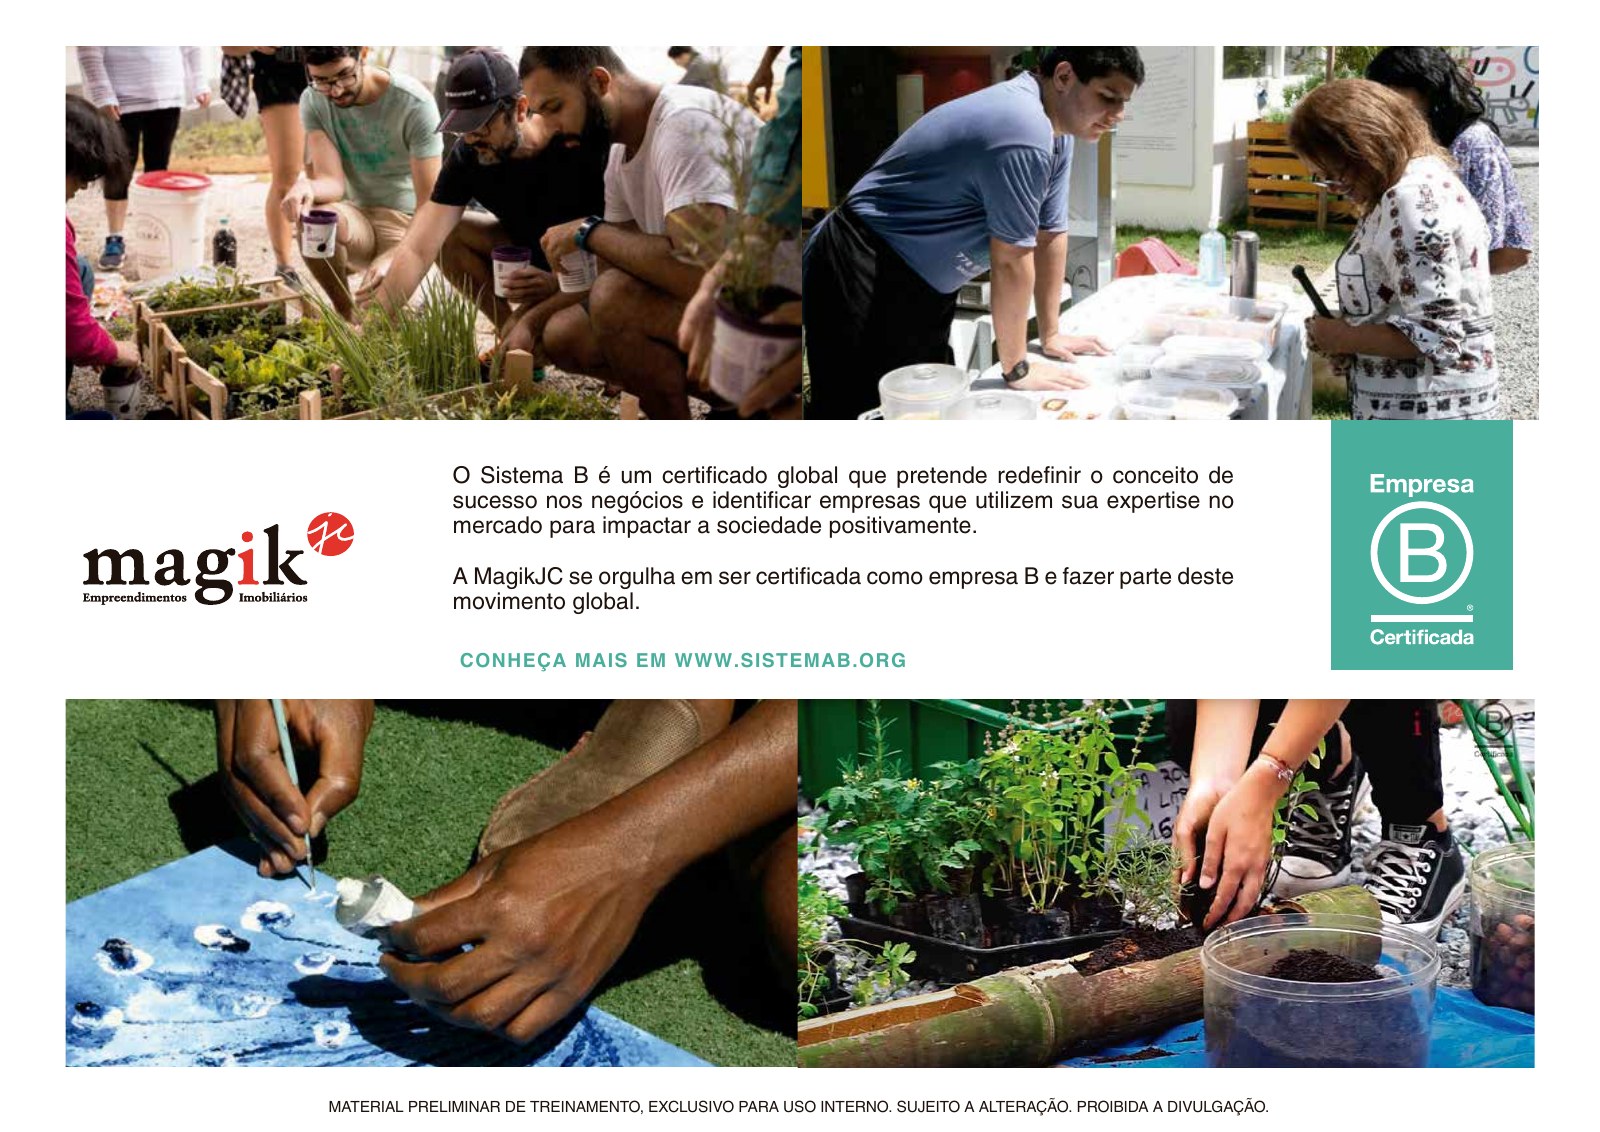 O Sistema B é um certificado global que pretende redefinir o conceito de
sucesso nos negócios e identificar empresas que utilizem sua expertise no
mercado para impactar a sociedade positivamente.
A MagikJC se orgulha em ser certificada como empresa B e fazer parte deste
movimento global.
CONHEÇA MAIS EM WWW.SISTEMAB.ORG
magik jc
Empreendimentos Imobiliários
Empresa
B
®
Certificada
i
B
Certificada
MATERIAL PRELIMINAR DE TREINAMENTO, EXCLUSIVO PARA USO INTERNO. SUJEITO A ALTERAÇÃO. PROIBIDA A DIVULGAÇÃO.